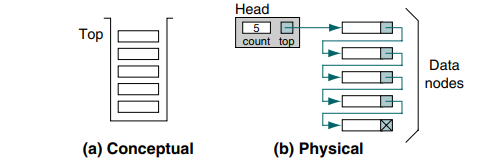 Head
Top
5
count top
Data
nodes
(a) Conceptual
(b) Physical